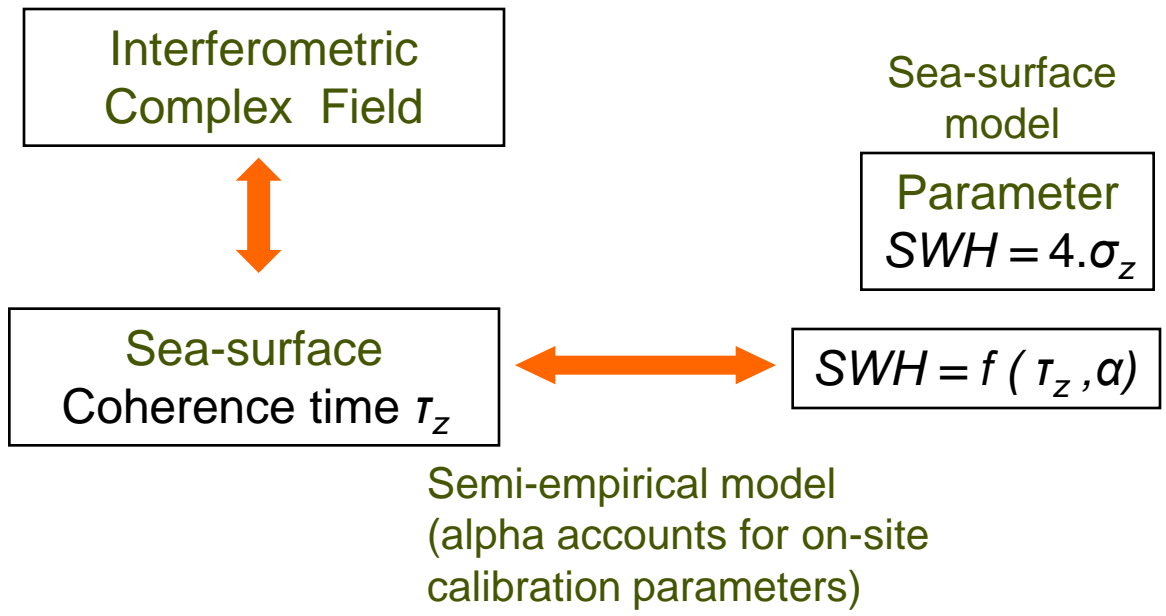 Interferometric
Complex Field
Sea-surface
model
Parameter
SWH = 4.σz
Sea-surface
Coherence time τz
SWH = f ( τz ,α)
Semi-empirical model
(alpha accounts for on-site
calibration parameters)